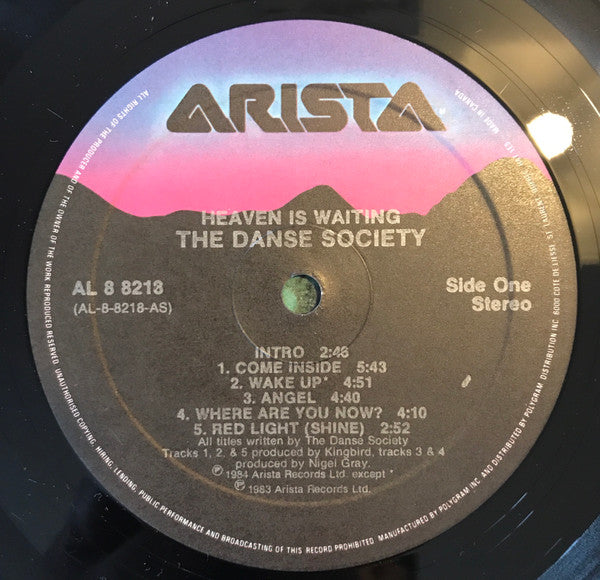 ARISTA
HEAVEN IS WAITING
THE DANSE SOCIETY
AL 8 8218
(AL-8-8218-AS)
Side One
Stereo
INTRO 2:46
1. COME INSIDE 5:43
2. WAKE UP* 4:51
3. ANGEL 4:40
4. WHERE ARE YOU NOW? 4:10
5. RED LIGHT (SHINE) 2:52
All titles written by The Danse Society
Tracks 1, 2, & 5 produced by Kingbird, tracks 3 & 4
produced by Nigel Gray.
℗ 1984 Arista Records Ltd. except *
℗ 1983 Arista Records Ltd.
ALL RIGHTS OF THE PRODUCER AND OF THE OWNER OF THE WORK REPRODUCED RESERVED. UNAUTHORISED COPYING, HIRING, LENDING, PUBLIC PERFORMANCE AND BROADCASTING OF THIS RECORD PROHIBITED. MANUFACTURED BY POLYGRAM INC. AND DISTRIBUTED BY POLYGRAM DISTRIBUTION INC. 6000 COTE DE LIESSE, ST. LAURENT
MADE IN CANADA